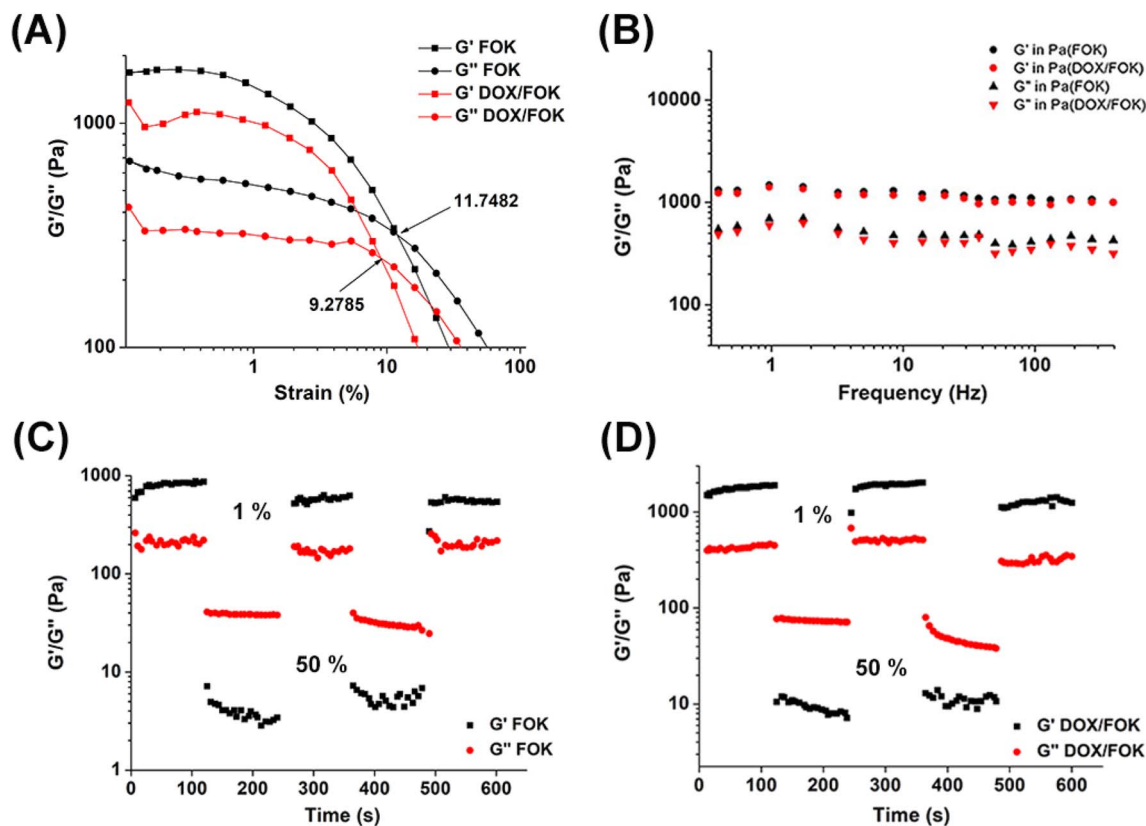 (A)
G' FOK
G'' FOK
G' DOX/FOK
G'' DOX/FOK
1000
100
G'/G'' (Pa)
11.7482
9.2785
1 10 100
Strain (%)
(B)
G' in Pa(FOK)
G' in Pa(DOX/FOK)
G'' in Pa(FOK)
G'' in Pa(DOX/FOK)
10000
1000
100
G'/G'' (Pa)
1 10 100
Frequency (Hz)
(C)
1000
100
10
1
G'/G'' (Pa)
1 %
50 %
G' FOK
G'' FOK
0 100 200 300 400 500 600
Time (s)
(D)
1000
100
10
G'/G'' (Pa)
1 %
50 %
G' DOX/FOK
G'' DOX/FOK
0 100 200 300 400 500 600
Time (s)